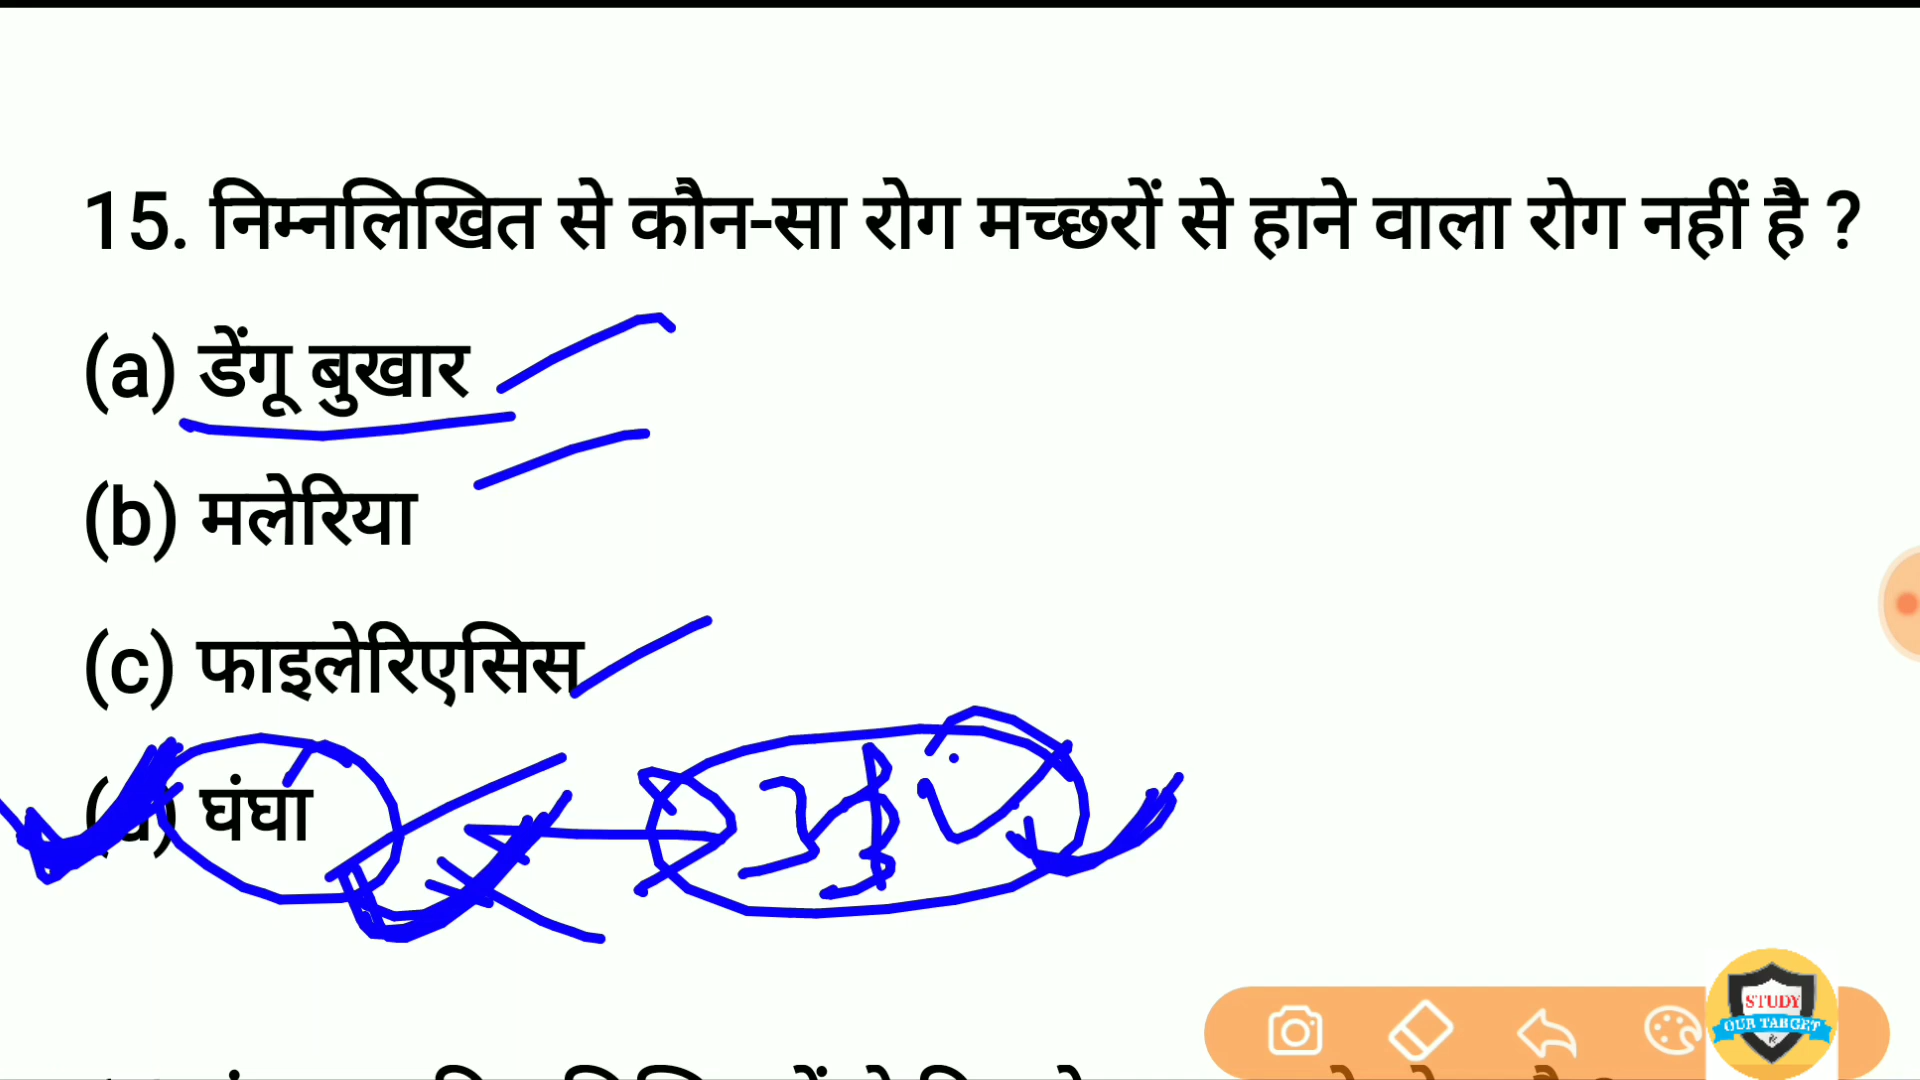 15. निम्नलिखित से कौन-सा रोग मच्छरों से हाने वाला रोग नहीं है ?
(a) डेंगू बुखार
(b) मलेरिया
(c) फाइलेरिएसिस
(d) घंघा
STUDY
OUR TARGET